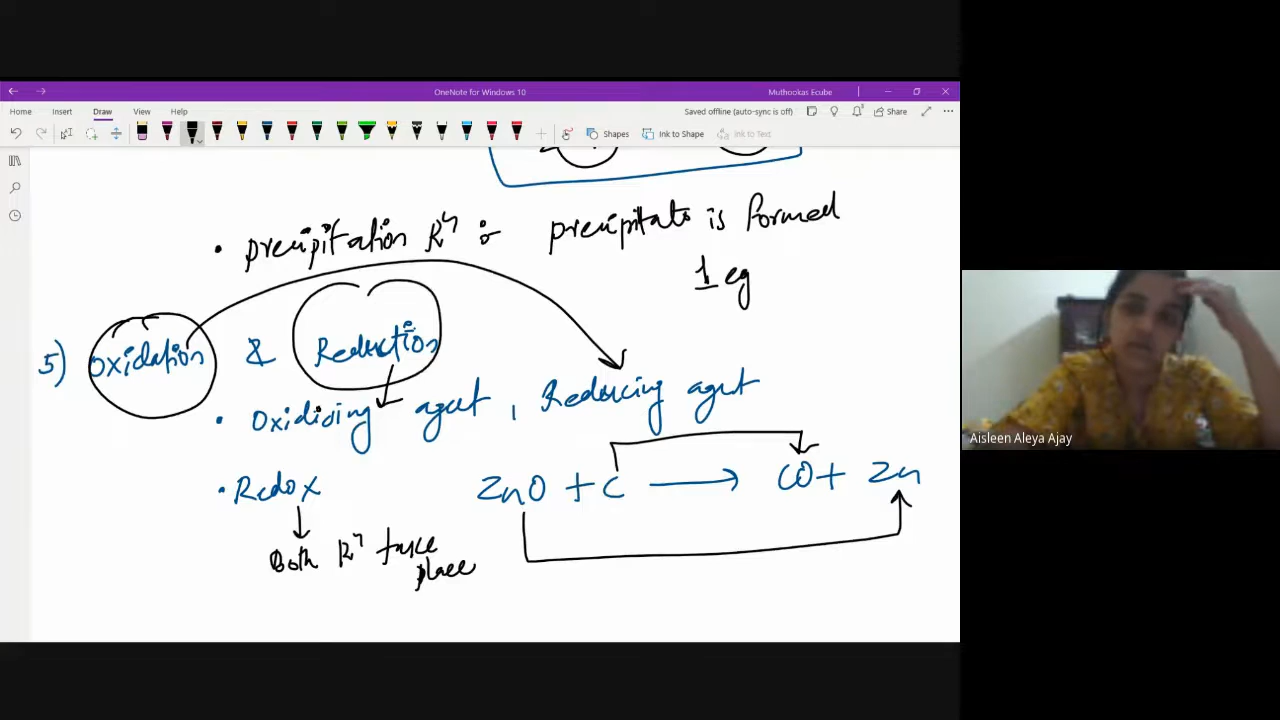 OneNote for Windows 10
Muthookas Ecube
Home Insert Draw View Help
Saved offline (auto-sync is off)
Share
Shapes
Ink to Shape
Ink to Text
• precipitation Rⁿ : precipitate is formed
1 eg
5) Oxidation & Reduction
• Oxidising agent, Reducing agent
• Redox
ZnO + C → CO + Zn
Both Rⁿ take
place
Aisleen Aleya Ajay